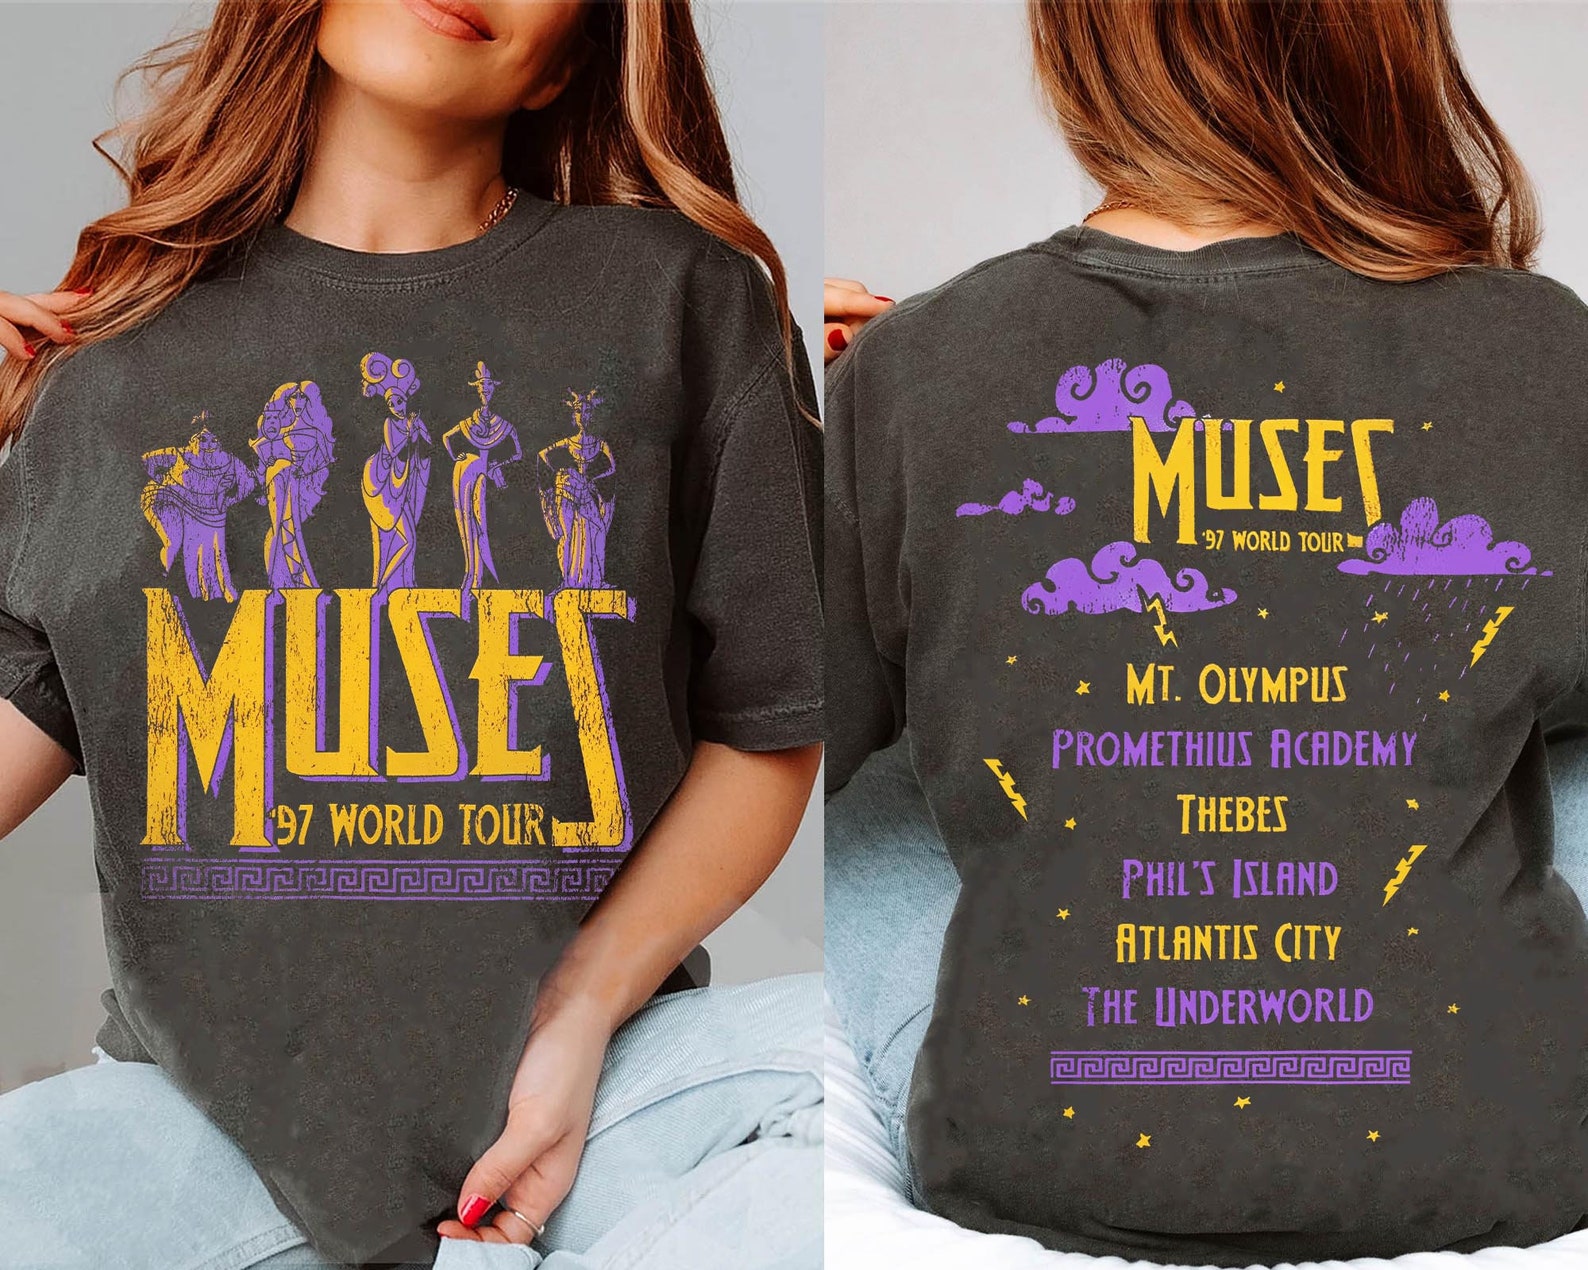 MUSES
'97 WORLD TOUR
MUSES
'97 WORLD TOUR
MT. OLYMPUS
PROMETHIUS ACADEMY
THEBES
PHIL'S ISLAND
ATLANTIS CITY
THE UNDERWORLD